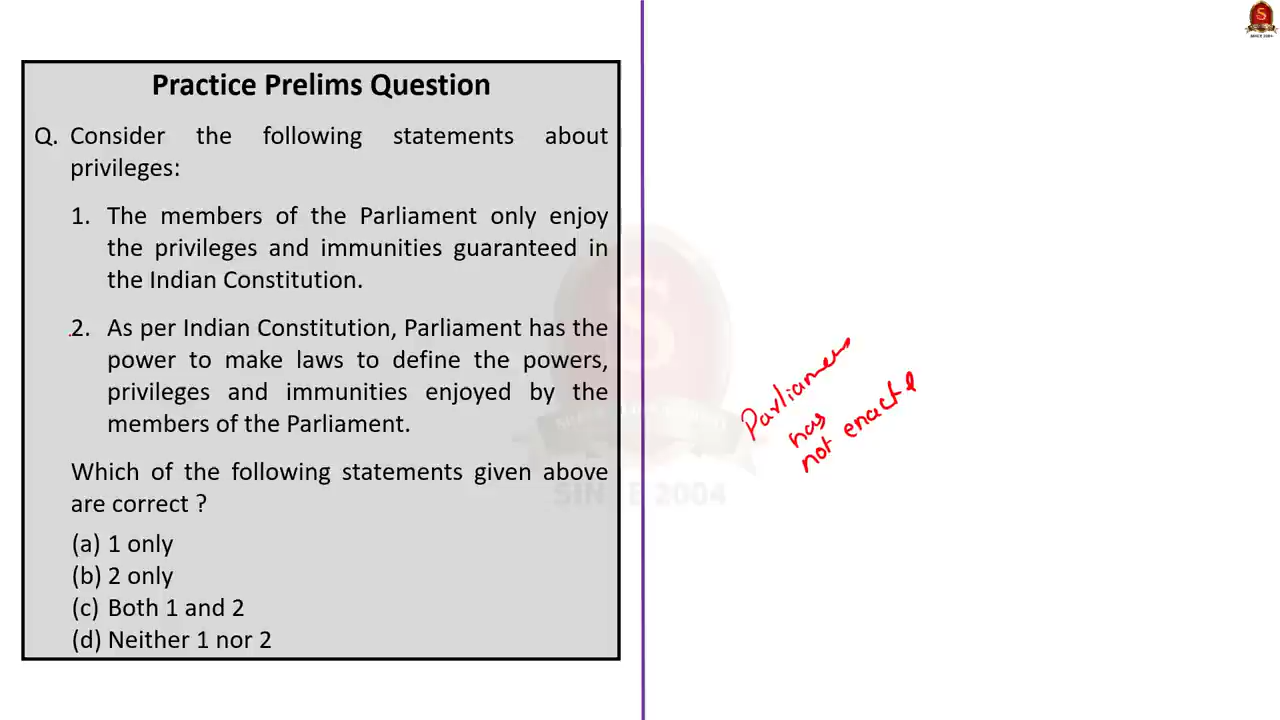 Practice Prelims Question
Q. Consider the following statements about
privileges:
1. The members of the Parliament only enjoy
the privileges and immunities guaranteed in
the Indian Constitution.
2. As per Indian Constitution, Parliament has the
power to make laws to define the powers,
privileges and immunities enjoyed by the
members of the Parliament.
Which of the following statements given above
are correct ?
(a) 1 only
(b) 2 only
(c) Both 1 and 2
(d) Neither 1 nor 2
has
not
SINCE 2004